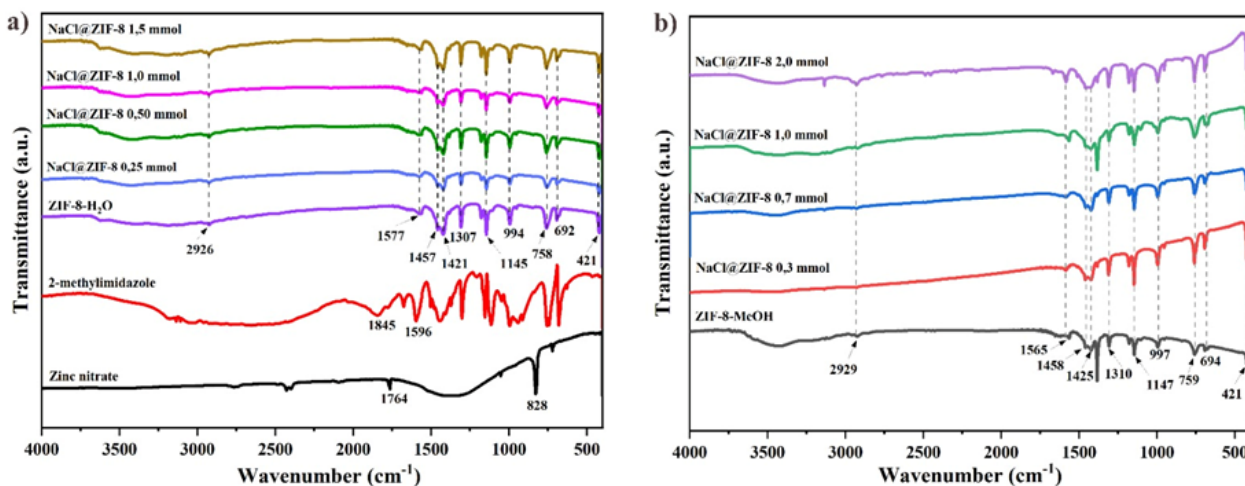 a)
NaCl@ZIF-8 1,5 mmol
NaCl@ZIF-8 1,0 mmol
NaCl@ZIF-8 0,50 mmol
NaCl@ZIF-8 0,25 mmol
ZIF-8-H₂O
2926
1577
1457
1421
1307
1145
994
758
692
421
2-methylimidazole
1845
1596
Zinc nitrate
1764
828
Transmittance (a.u.)
4000 3500 3000 2500 2000 1500 1000 500
Wavenumber (cm⁻¹)
b)
NaCl@ZIF-8 2,0 mmol
NaCl@ZIF-8 1,0 mmol
NaCl@ZIF-8 0,7 mmol
NaCl@ZIF-8 0,3 mmol
ZIF-8-McOH
2929
1565
1458
1425
1310
1147
997
759
694
421
Transmittance (a.u.)
4000 3500 3000 2500 2000 1500 1000 500
Wavenumber (cm⁻¹)